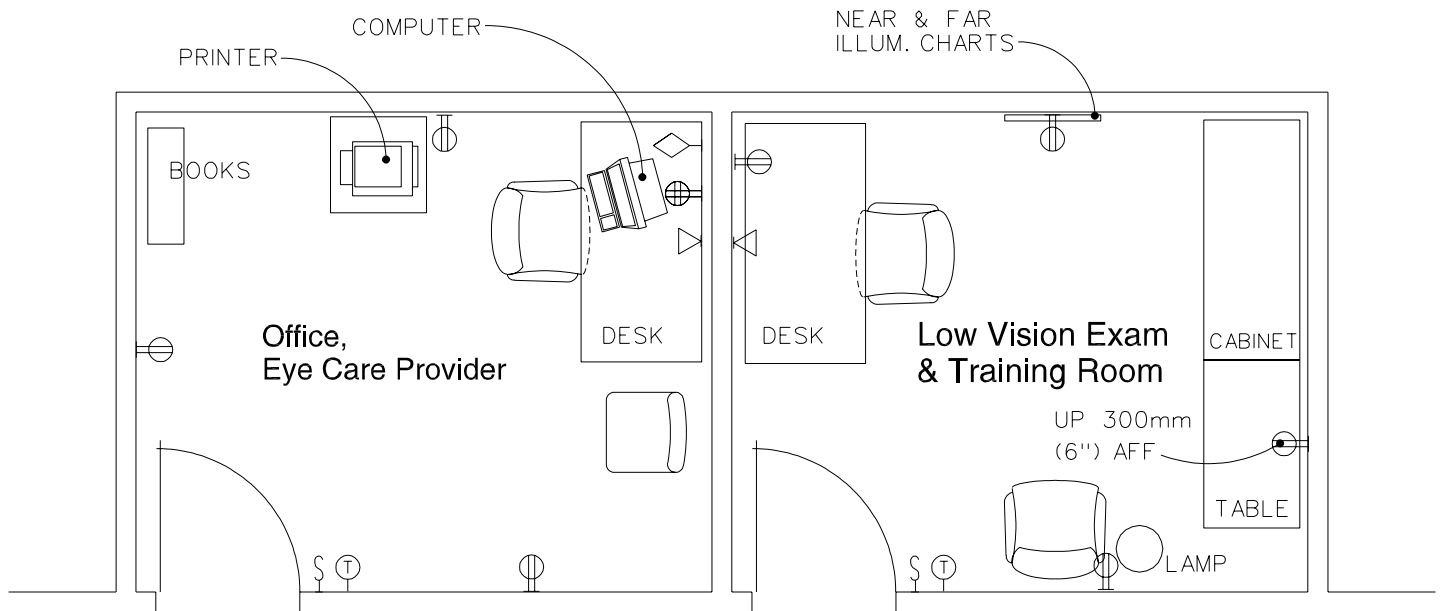 COMPUTER
NEAR & FAR
ILLUM. CHARTS
PRINTER
BOOKS
Office,
Eye Care Provider
DESK
DESK
Low Vision Exam
& Training Room
CABINET
UP 300mm
(6") AFF
TABLE
LAMP
S
T
S
T